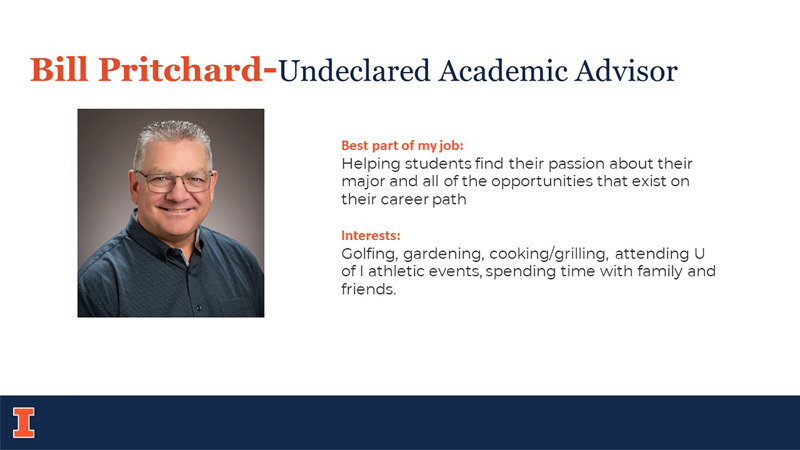 Bill Pritchard-Undeclared Academic Advisor
Best part of my job:
Helping students find their passion about their
major and all of the opportunities that exist on
their career path
Interests:
Golfing, gardening, cooking/grilling, attending U
of I athletic events, spending time with family and
friends.
I